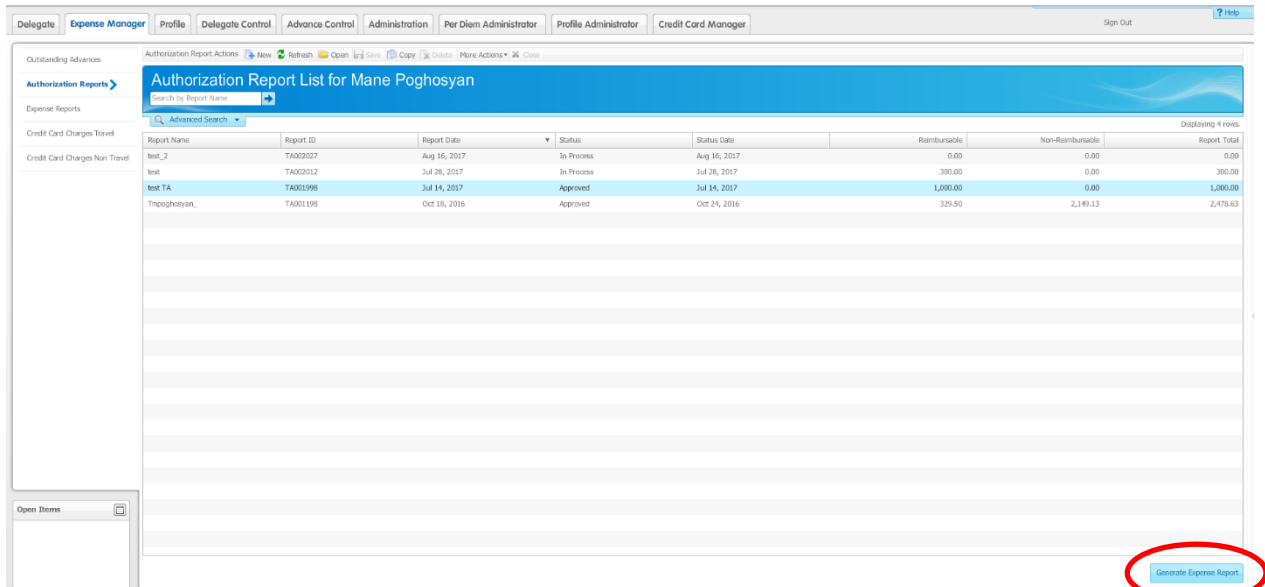 ? Help
Delegate Expense Manager Profile Delegate Control Advance Control Administration Per Diem Administrator Profile Administrator Credit Card Manager Sign Out
Outstanding Advances
Authorization Reports
Expense Reports
Credit Card Charges Travel
Credit Card Charges Non Travel
Authorization Report Actions New Refresh Open Save Copy Delete More Actions Close
Authorization Report List for Mane Poghosyan
Search by Report Name
Advanced Search
Displaying 4 rows.
Report Name Report ID Report Date Status Status Date Reimbursable Non-Reimbursable Report Total
test_2 TA002027 Aug 16, 2017 In Process Aug 16, 2017 0.00 0.00 0.00
test TA002012 Jul 28, 2017 In Process Jul 28, 2017 300.00 0.00 300.00
test TA TA001998 Jul 14, 2017 Approved Jul 14, 2017 1,000.00 0.00 1,000.00
Tmpoghosyan_ TA001198 Oct 18, 2016 Approved Oct 24, 2016 329.50 2,149.13 2,478.63
Open Items
Generate Expense Report